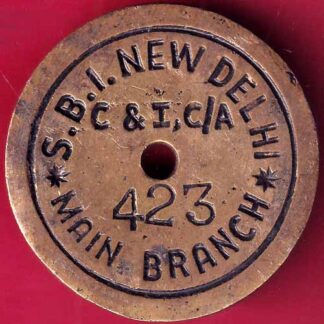 S.B.I. NEW DELHI
C & I, C/A
423
MAIN BRANCH